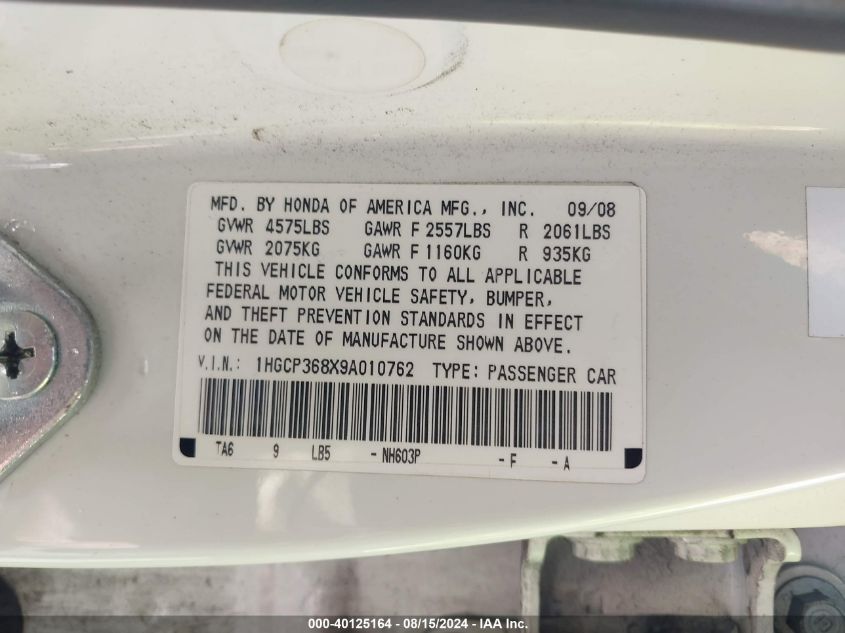 MFD. BY HONDA OF AMERICA MFG., INC. 09/08
GVWR 4575LBS GAWR F 2557LBS R 2061LBS
GVWR 2075KG GAWR F 1160KG R 935KG
THIS VEHICLE CONFORMS TO ALL APPLICABLE
FEDERAL MOTOR VEHICLE SAFETY, BUMPER,
AND THEFT PREVENTION STANDARDS IN EFFECT
ON THE DATE OF MANUFACTURE SHOWN ABOVE.
V.I.N.: 1HGCP368X9A010762 TYPE: PASSENGER CAR
TA6 9 LB5 -NH603P -F -A
000-40125164 - 08/15/2024 - IAA Inc.